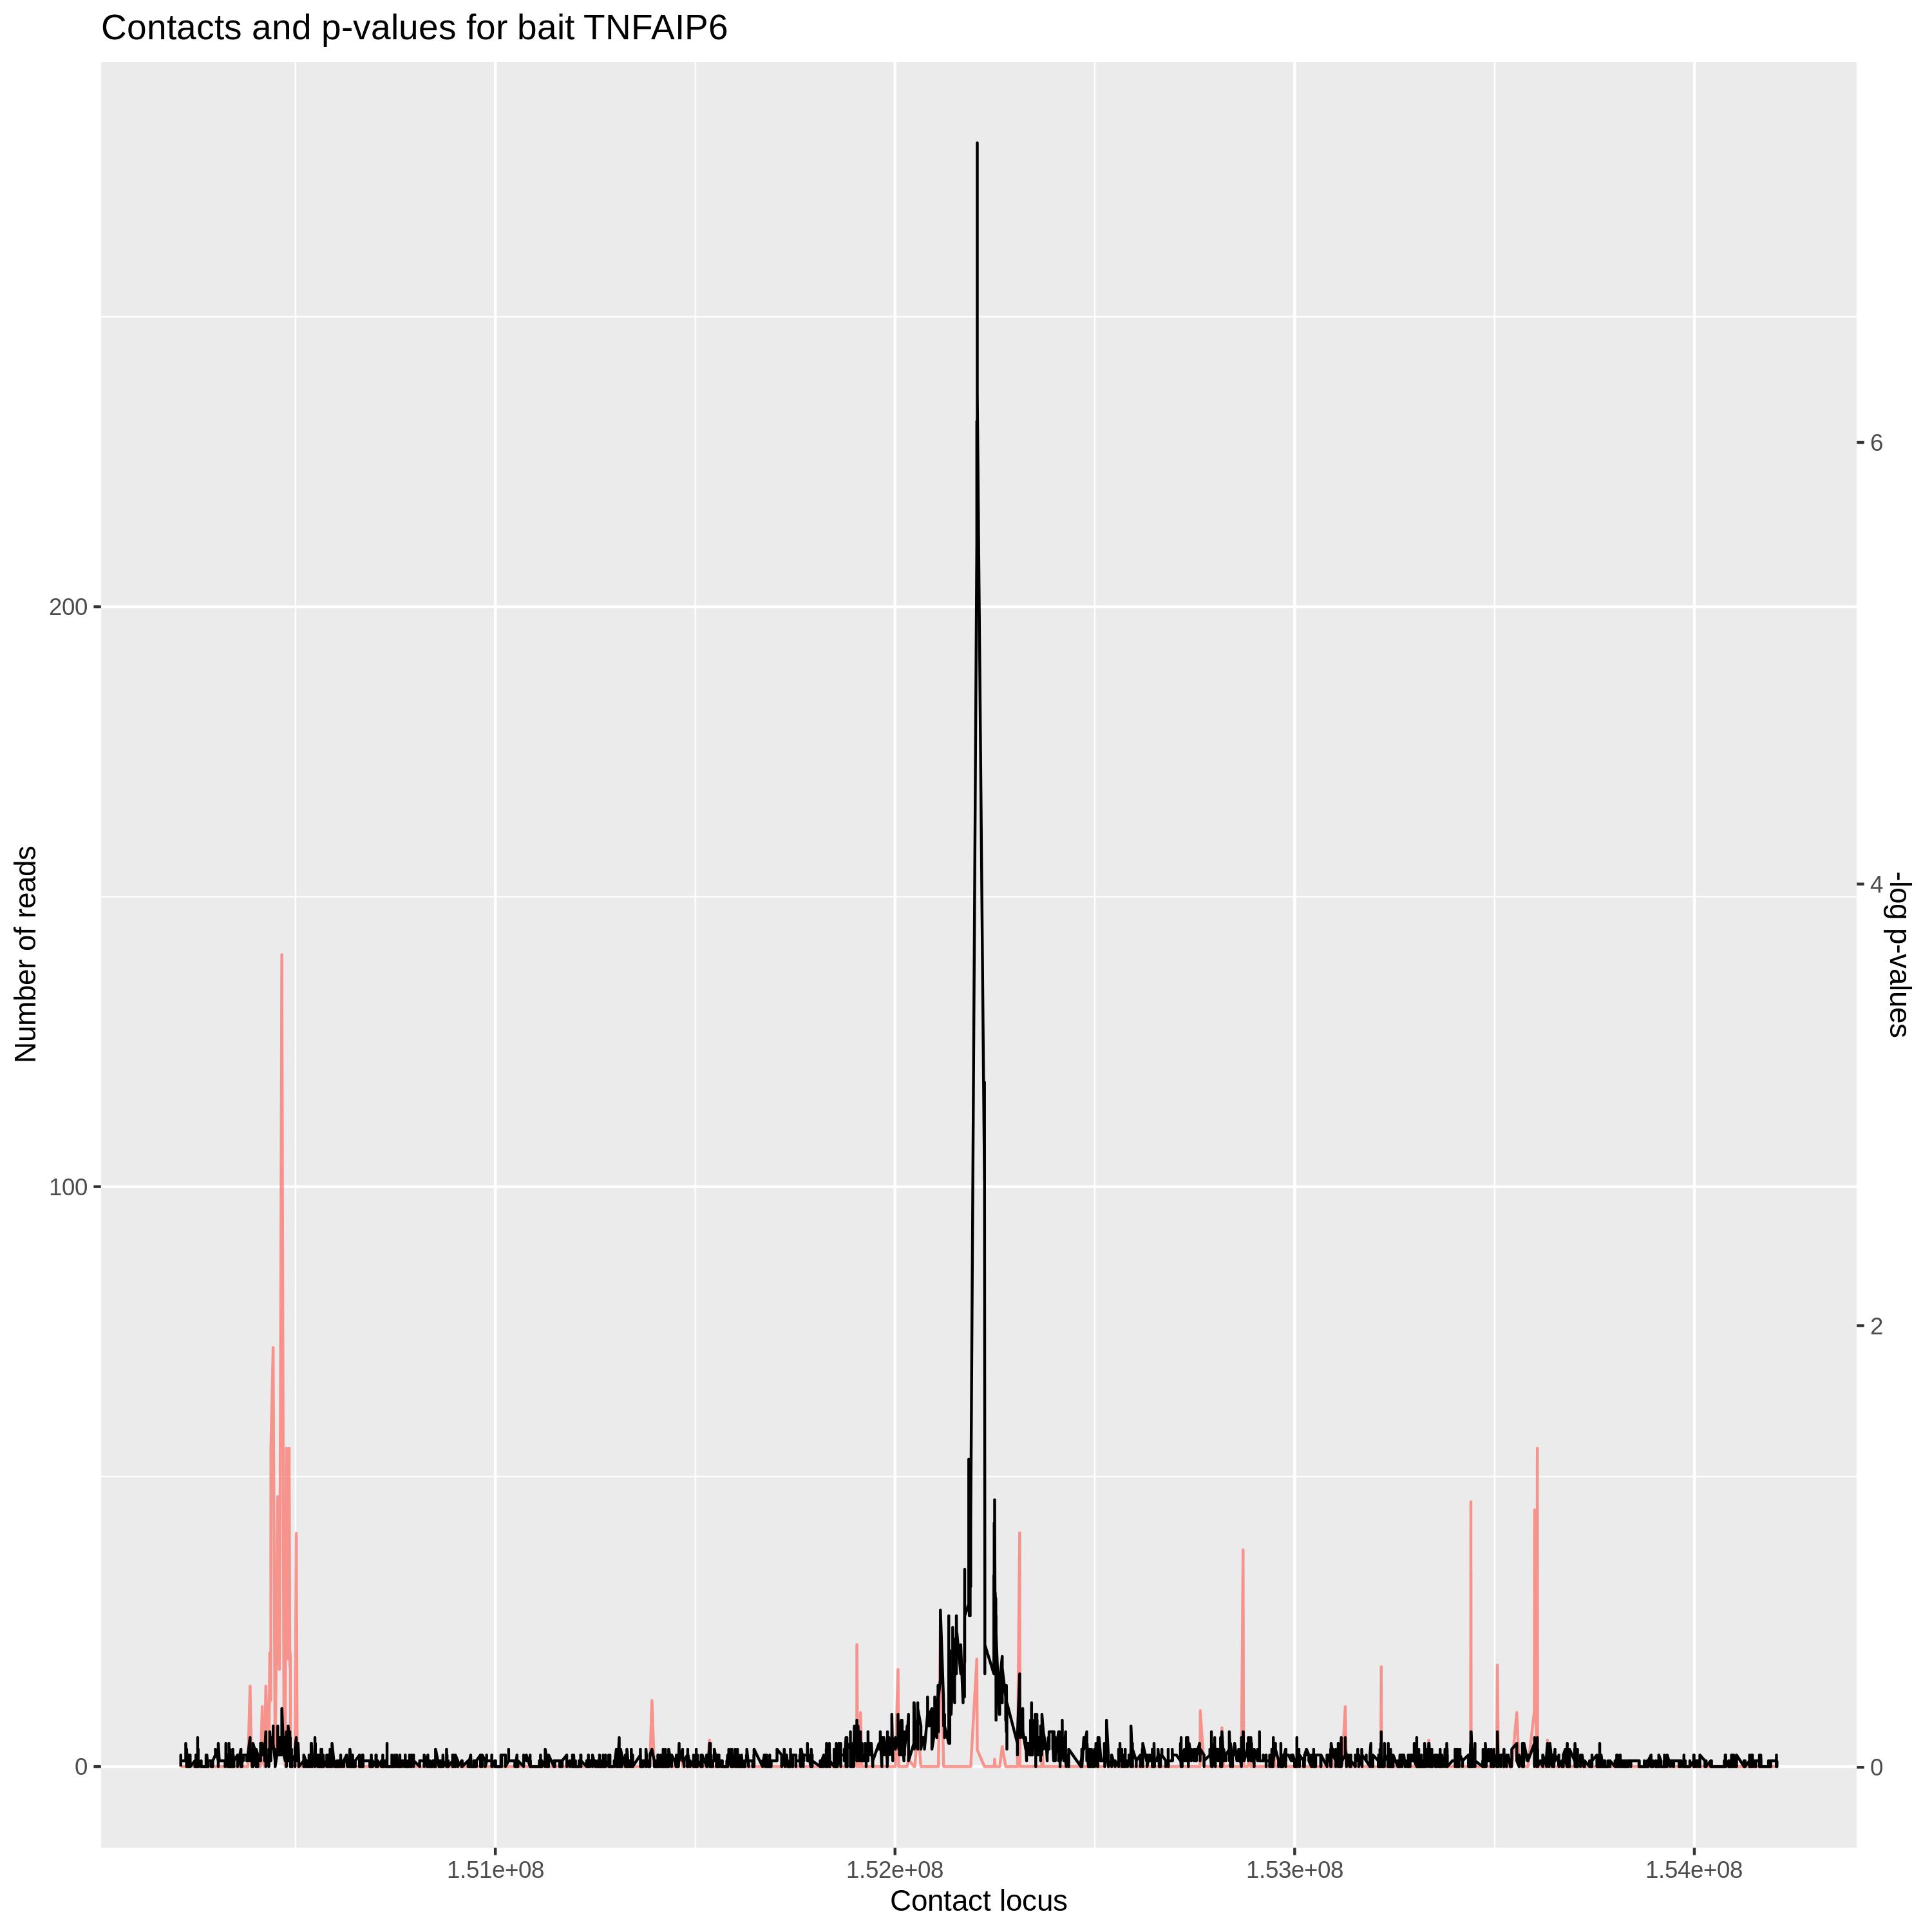 Contacts and p-values for bait TNFAIP6
Number of reads
200
100
0
6
4
2
0
-log p-values
1.51e+08
1.52e+08
1.53e+08
1.54e+08
Contact locus